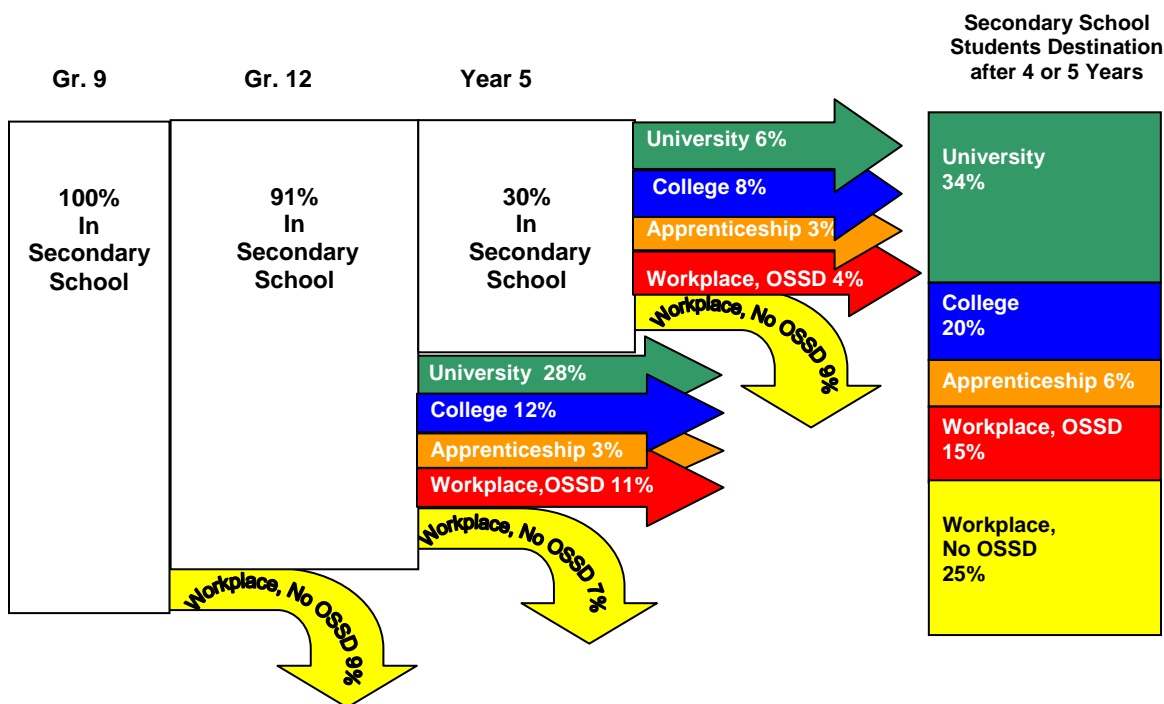 Secondary School
Students Destination
after 4 or 5 Years
Gr. 9
Gr. 12
Year 5
100%
In
Secondary
School
91%
In
Secondary
School
30%
In
Secondary
School
University 6%
College 8%
Apprenticeship 3%
Workplace, OSSD 4%
Workplace, No OSSD 9%
University 28%
College 12%
Apprenticeship 3%
Workplace,OSSD 11%
Workplace, No OSSD 7%
Workplace, No OSSD 9%
University
34%
College
20%
Apprenticeship 6%
Workplace, OSSD
15%
Workplace,
No OSSD
25%